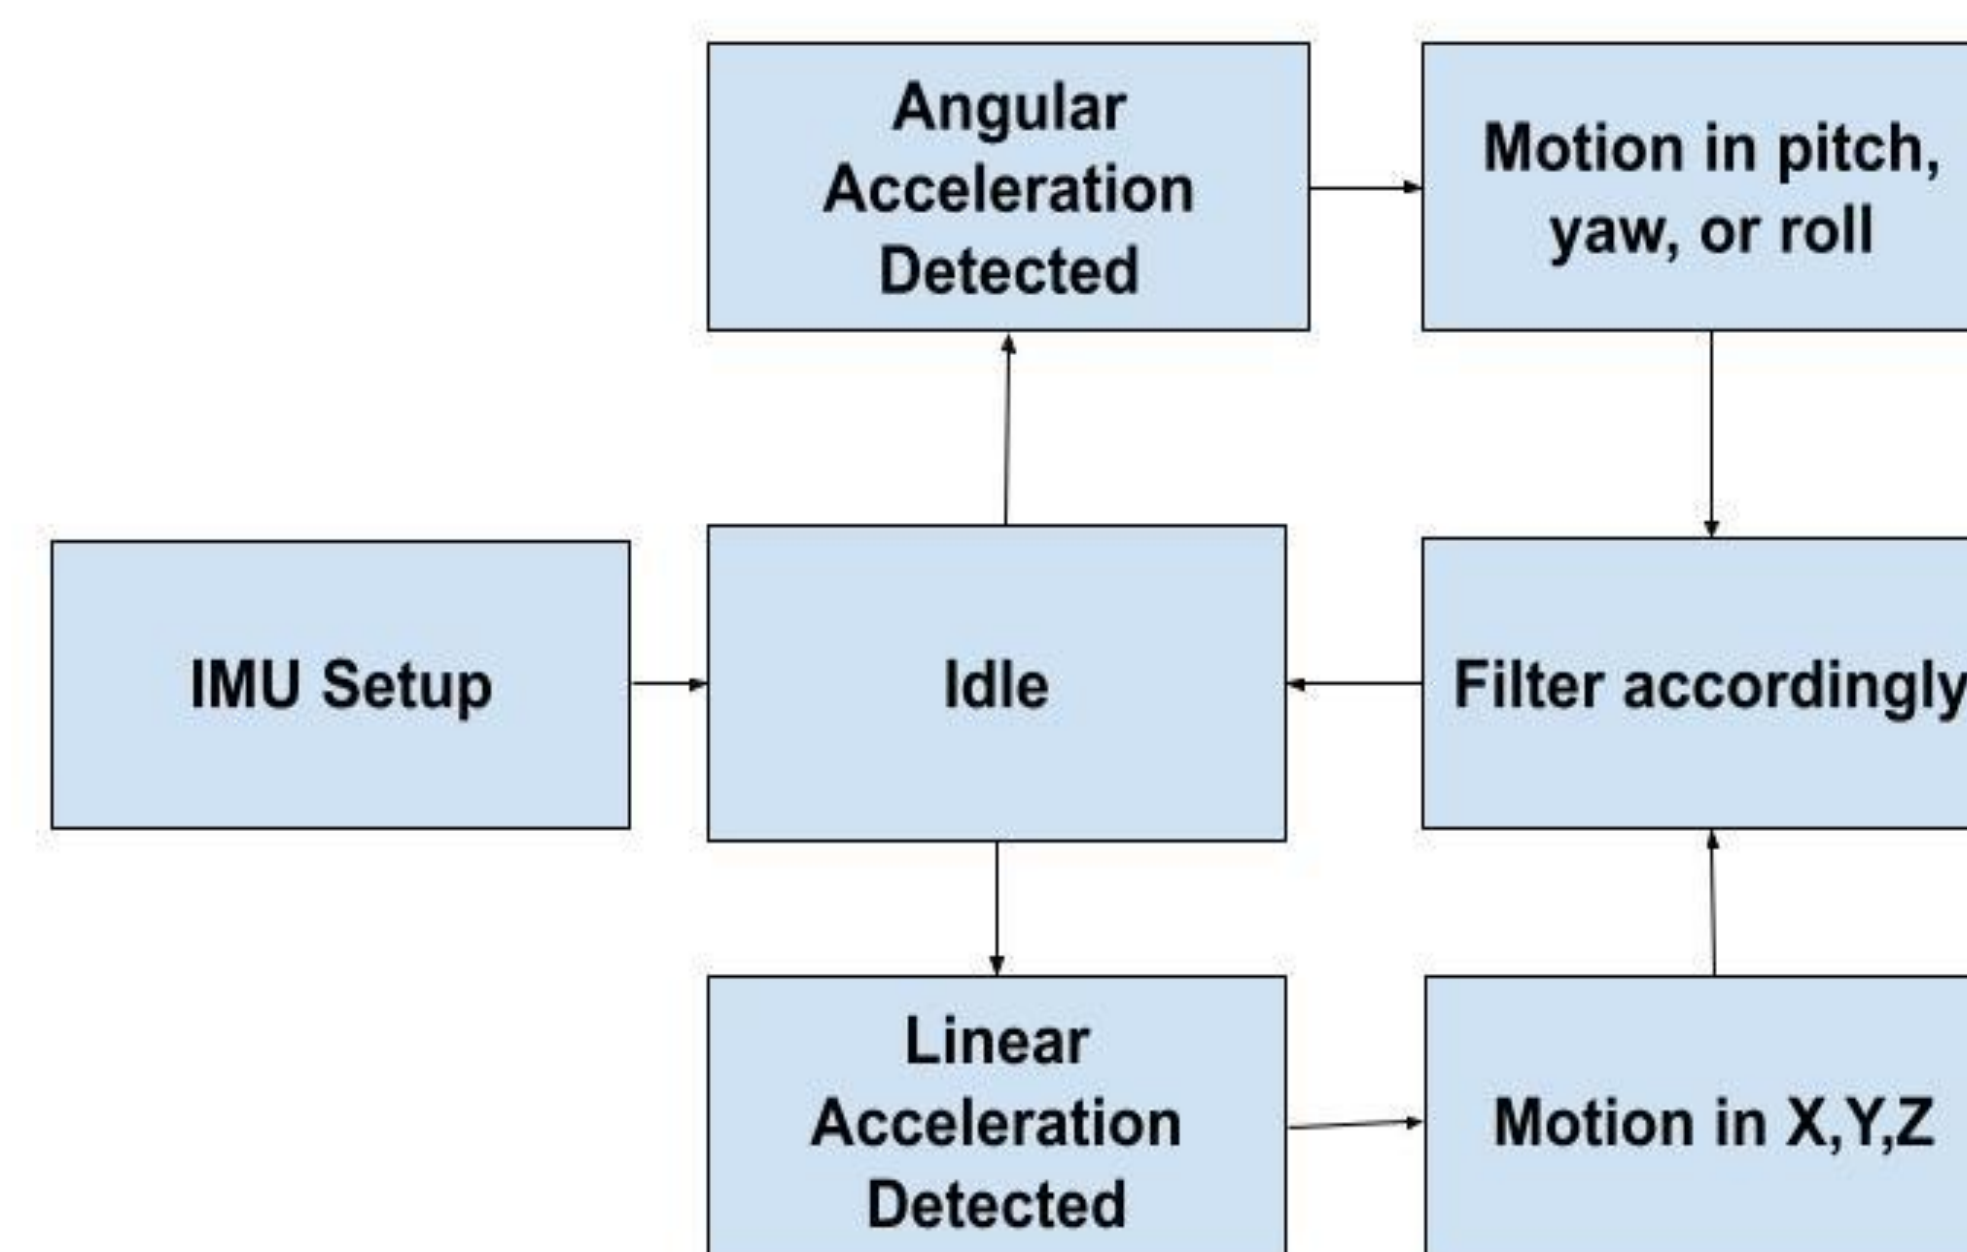 Angular
Acceleration
Detected
Motion in pitch,
yaw, or roll
IMU Setup
Idle
Filter accordingly
Linear
Acceleration
Detected
Motion in X,Y,Z